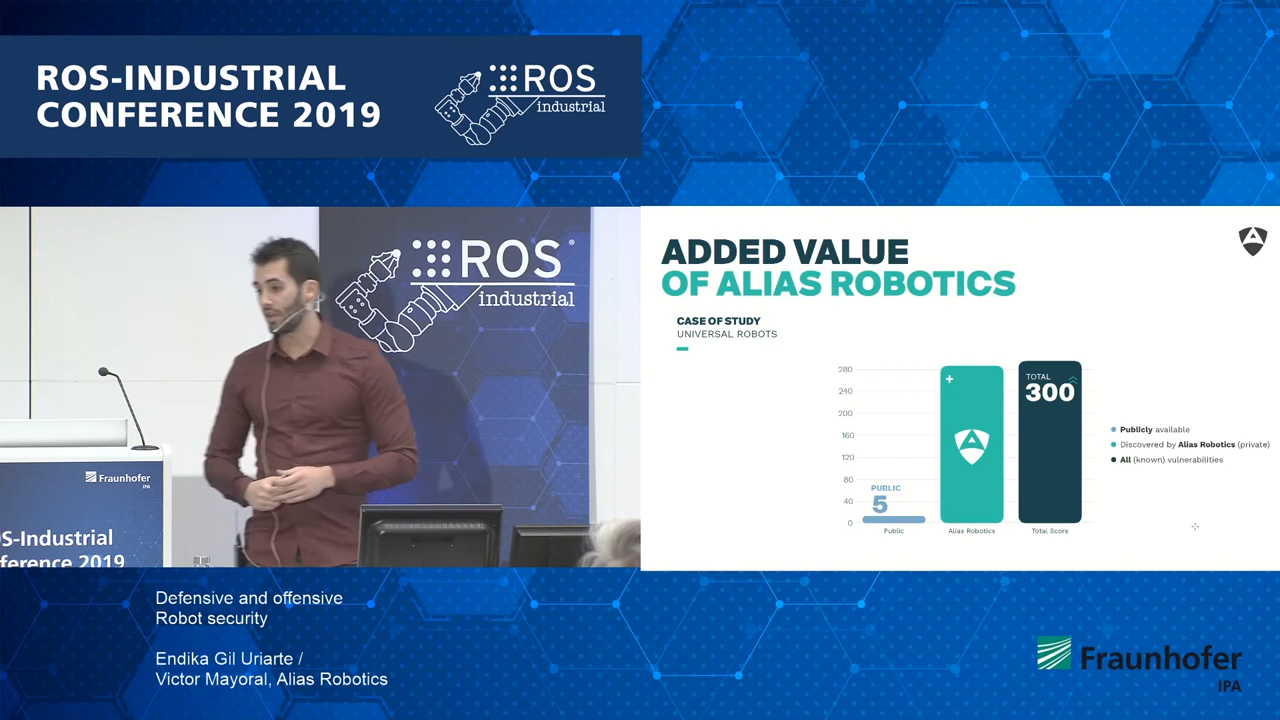 ROS-INDUSTRIAL
CONFERENCE 2019
ROS
industrial
ROS
industrial
Fraunhofer
IPA
S-Industrial
ference 2019
ADDED VALUE
OF ALIAS ROBOTICS
CASE OF STUDY
UNIVERSAL ROBOTS
280
240
200
160
120
80
40
0
PUBLIC
5
+
TOTAL
300
Public
Alias Robotics
Total Score
Publicly available
Discovered by Alias Robotics (private)
All (known) vulnerabilities
Defensive and offensive
Robot security
Endika Gil Uriarte /
Victor Mayoral, Alias Robotics
Fraunhofer
IPA